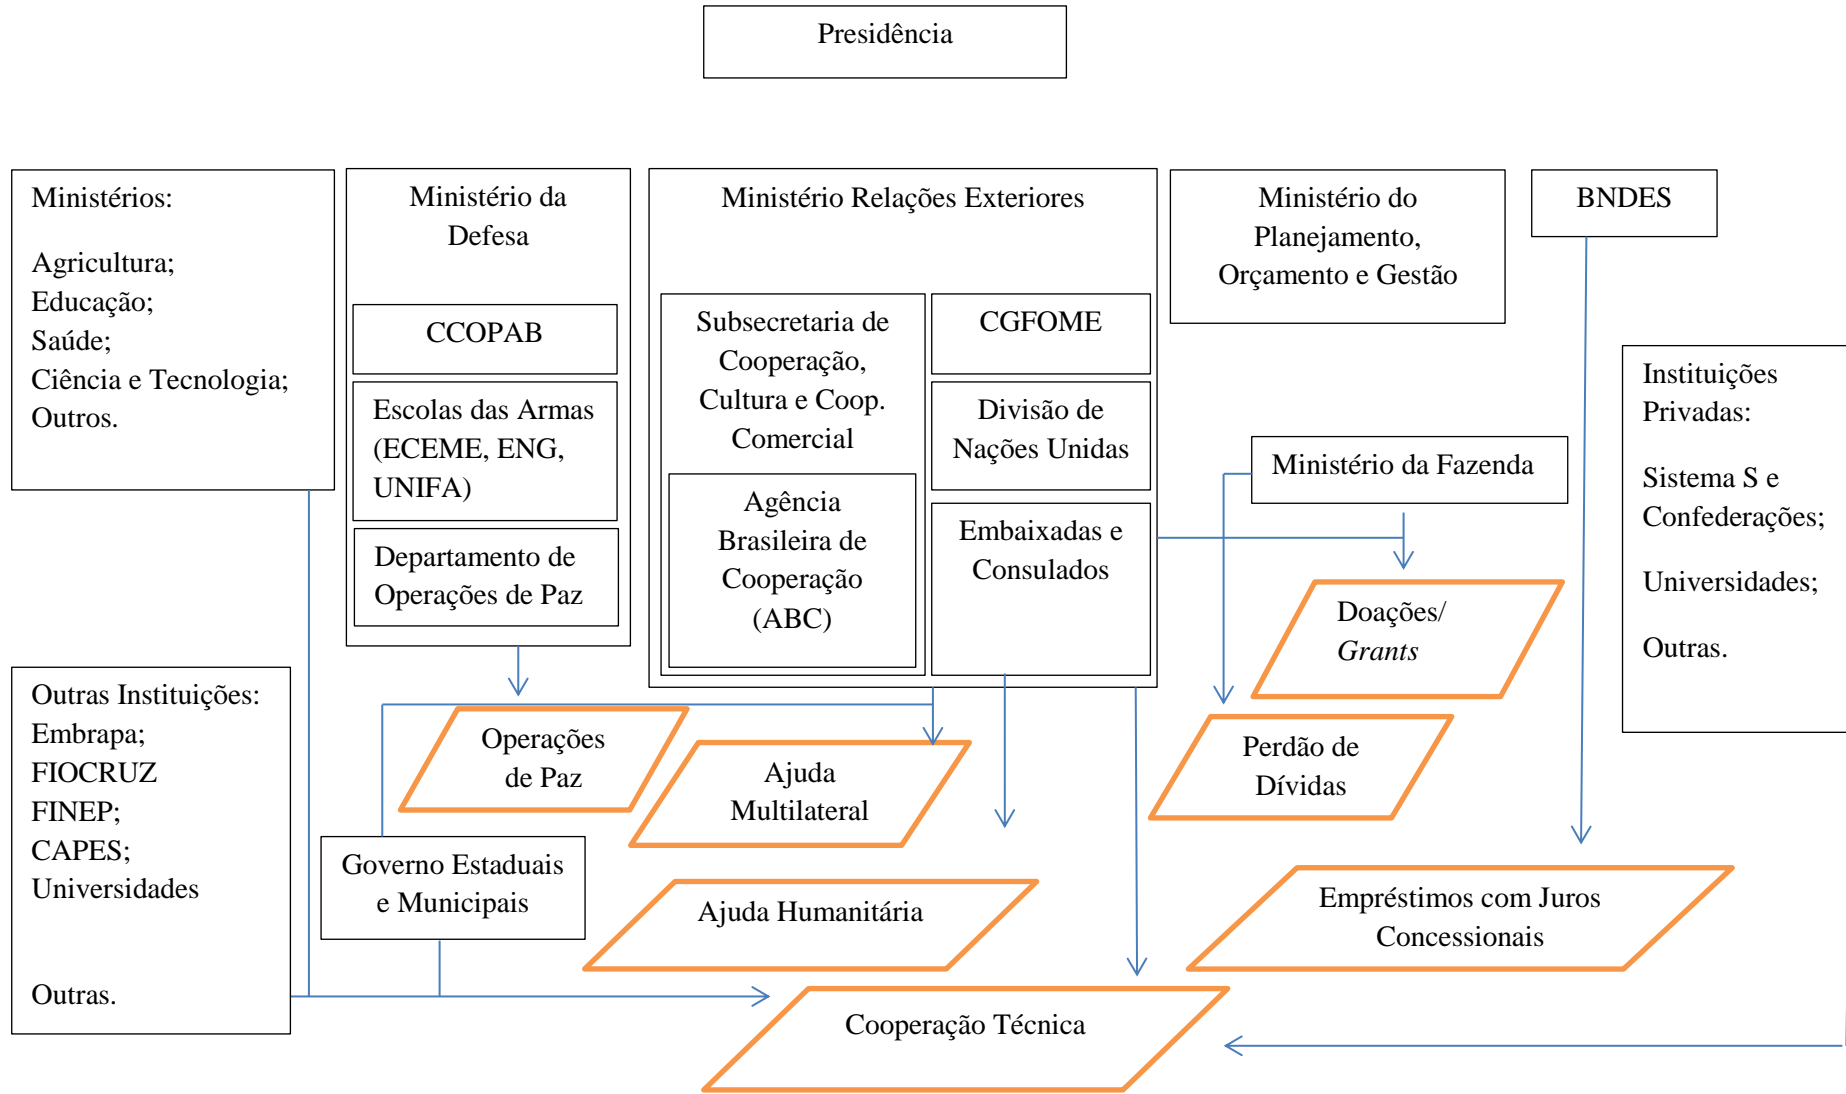 Presidência
Ministérios:
Agricultura;
Educação;
Saúde;
Ciência e Tecnologia;
Outros.
Ministério da
Defesa
CCOPAB
Escolas das Armas
(ECEME, ENG,
UNIFA)
Departamento de
Operações de Paz
Ministério Relações Exteriores
Subsecretaria de
Cooperação,
Cultura e Coop.
Comercial
Agência
Brasileira de
Cooperação
(ABC)
CGFOME
Divisão de
Nações Unidas
Embaixadas e
Consulados
Ministério do
Planejamento,
Orçamento e Gestão
BNDES
Instituições
Privadas:
Sistema S e
Confederações;
Universidades;
Outras.
Ministério da Fazenda
Doações/
Grants
Outras Instituições:
Embrapa;
FIOCRUZ
FINEP;
CAPES;
Universidades
Outras.
Operações
de Paz
Ajuda
Multilateral
Perdão de
Dívidas
Governo Estaduais
e Municipais
Ajuda Humanitária
Empréstimos com Juros
Concessionais
Cooperação Técnica